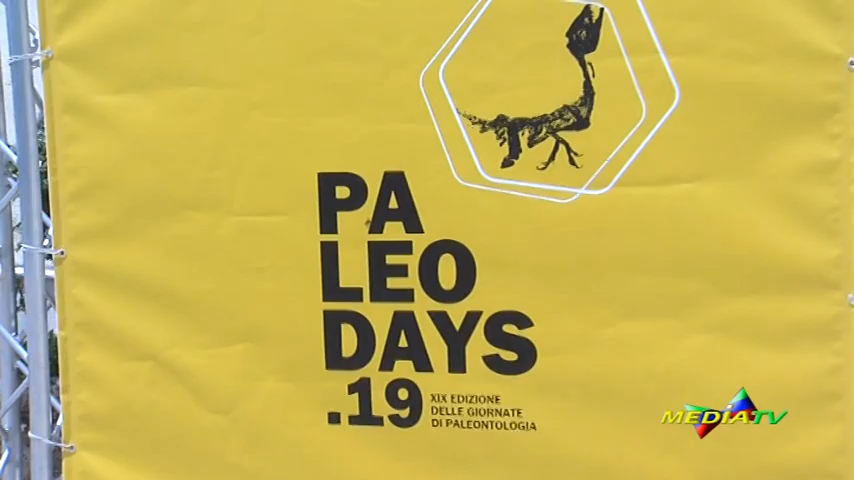 PA
LEO
DAYS
.19
XIX EDIZIONE
DELLE GIORNATE
DI PALEONTOLOGIA
MEDIATV